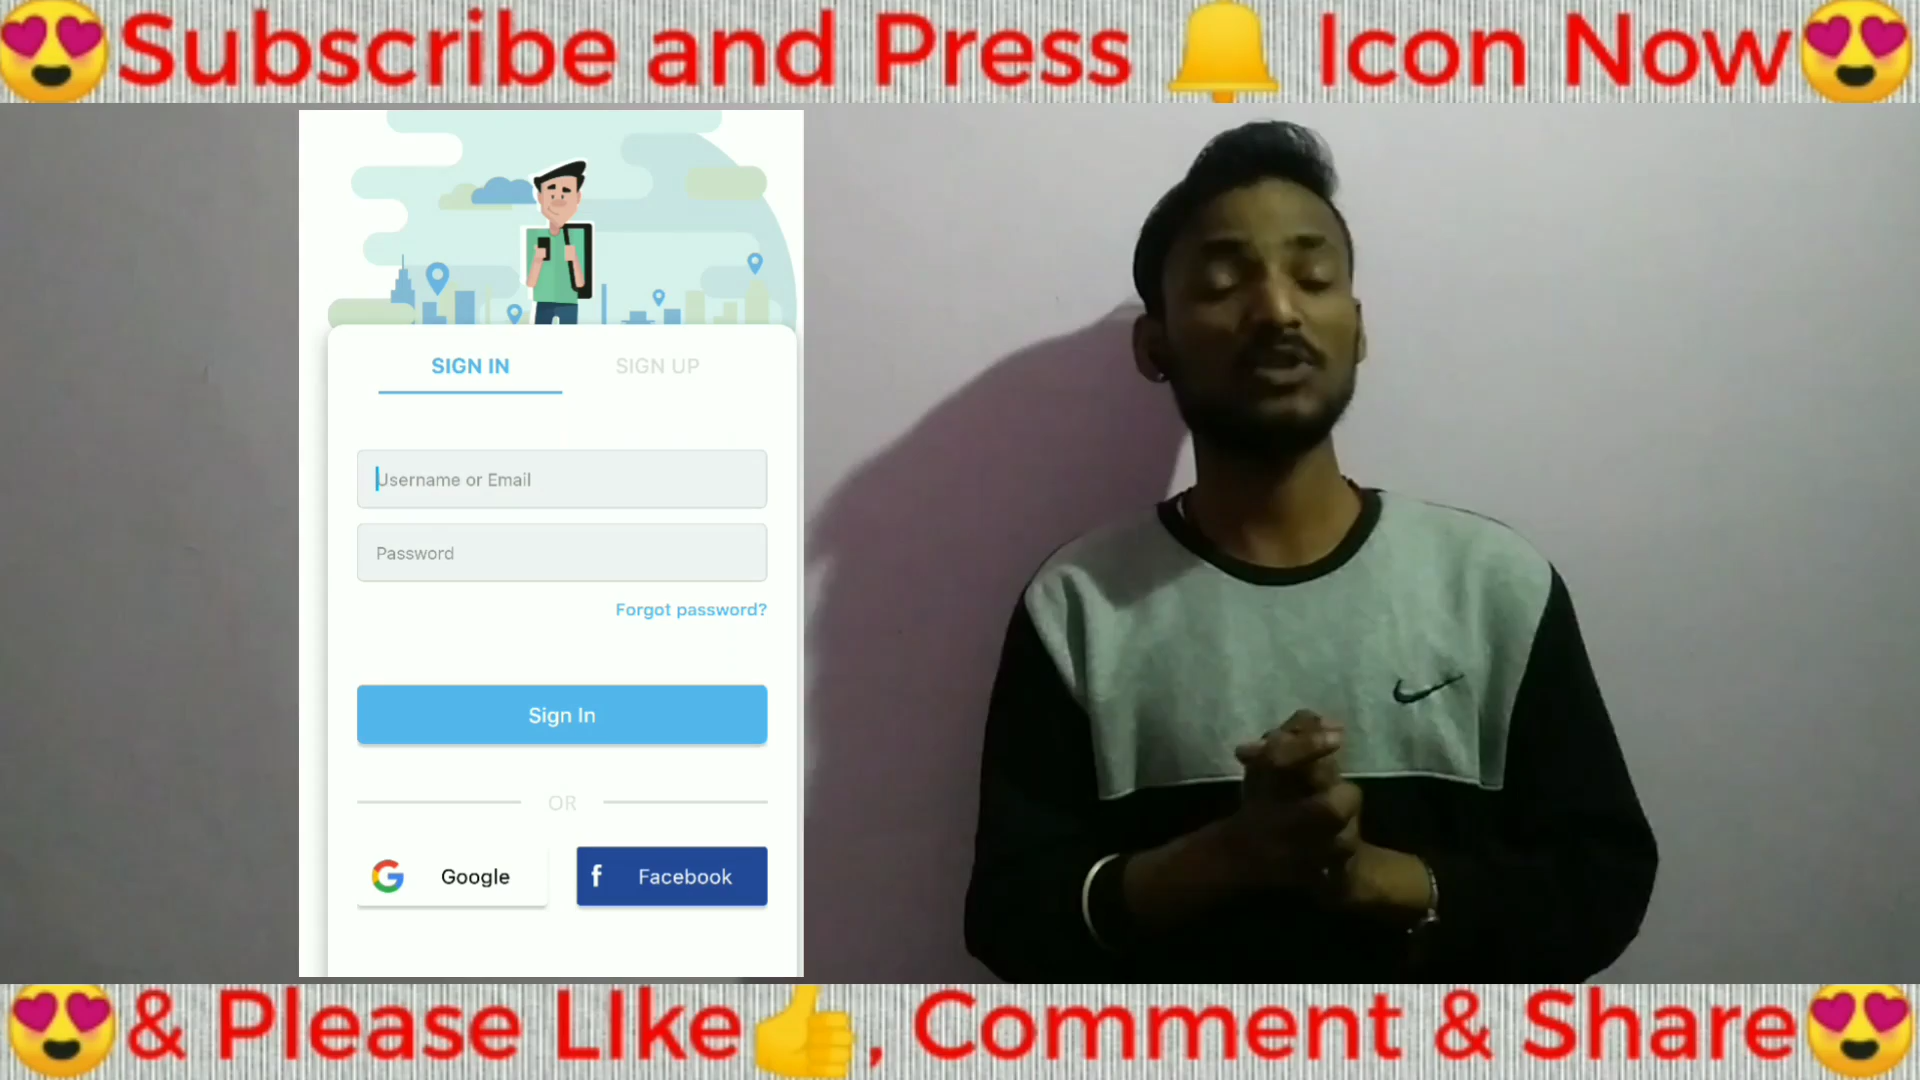 Subscribe and Press 🔔 Icon Now
SIGN IN SIGN UP
Username or Email
Password
Forgot password?
Sign In
OR
Google
f Facebook
& Please LIke👍, Comment & Share